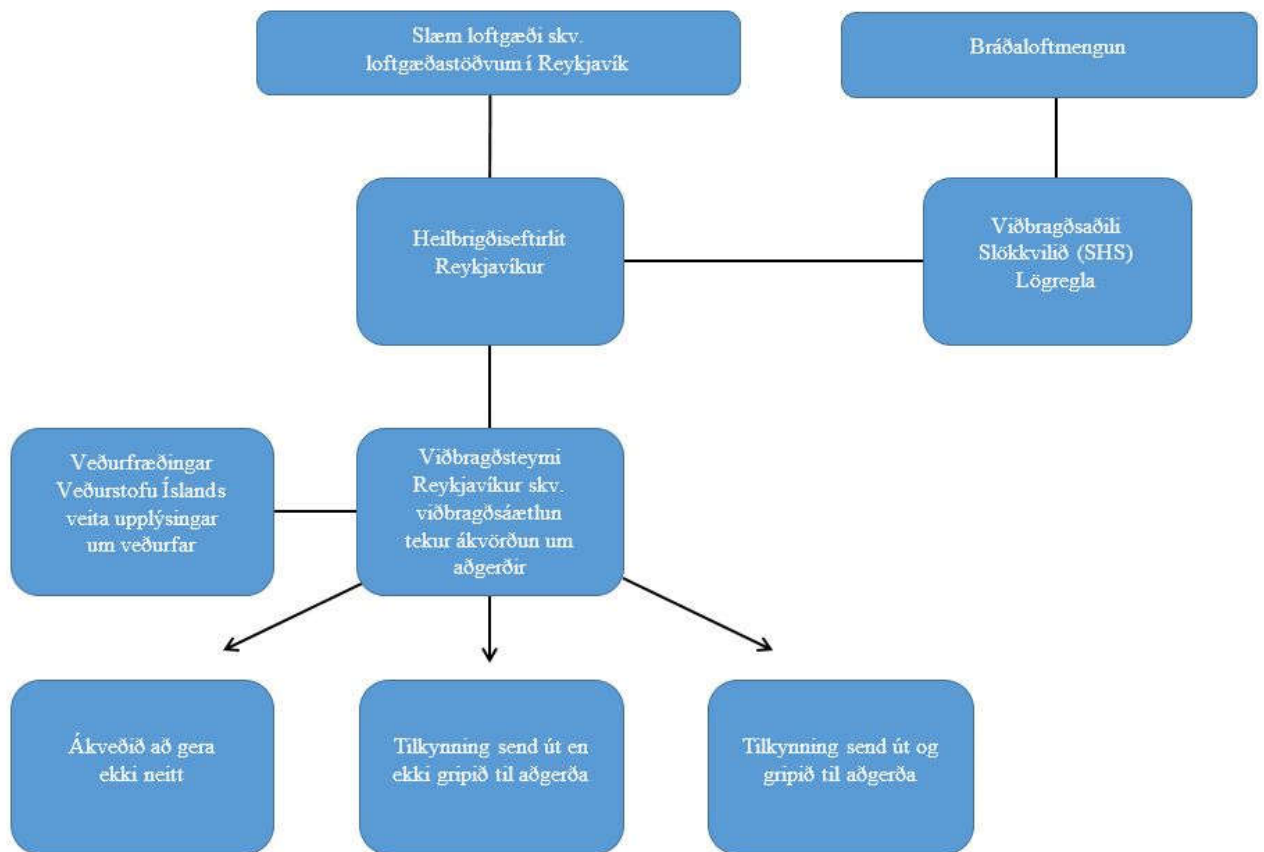 Slæm loftgæði skv.
loftgæðastöðvum í Reykjavík
Bráðaloftmengun
Heilbrigðiseftirlit
Reykjavíkur
Viðbragðsaðili
Slökkvilið (SHS)
Lögregla
Veðurfræðingar
Veðurstofu Íslands
veita upplýsingar
um veðurfar
Viðbragðsteymi
Reykjavíkur skv.
viðbragðsáætlun
tekur ákvörðun um
aðgerðir
Ákveðið að gera
ekki neitt
Tilkynning send út en
ekki gripið til aðgerða
Tilkynning send út og
gripið til aðgerða